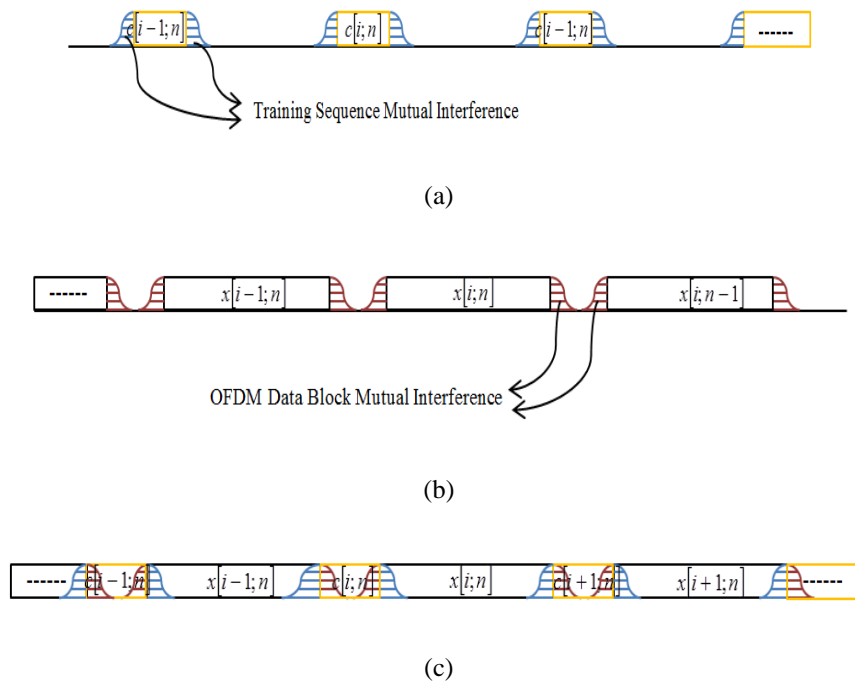 c[i−1;n] c[i;n] c[i−1;n] ------
Training Sequence Mutual Interference
(a)
------ x[i−1;n] x[i;n] x[i;n−1]
OFDM Data Block Mutual Interference
(b)
------ c[i−1;n] x[i−1;n] c[i;n] x[i;n] c[i+1;n] x[i+1;n] ------
(c)